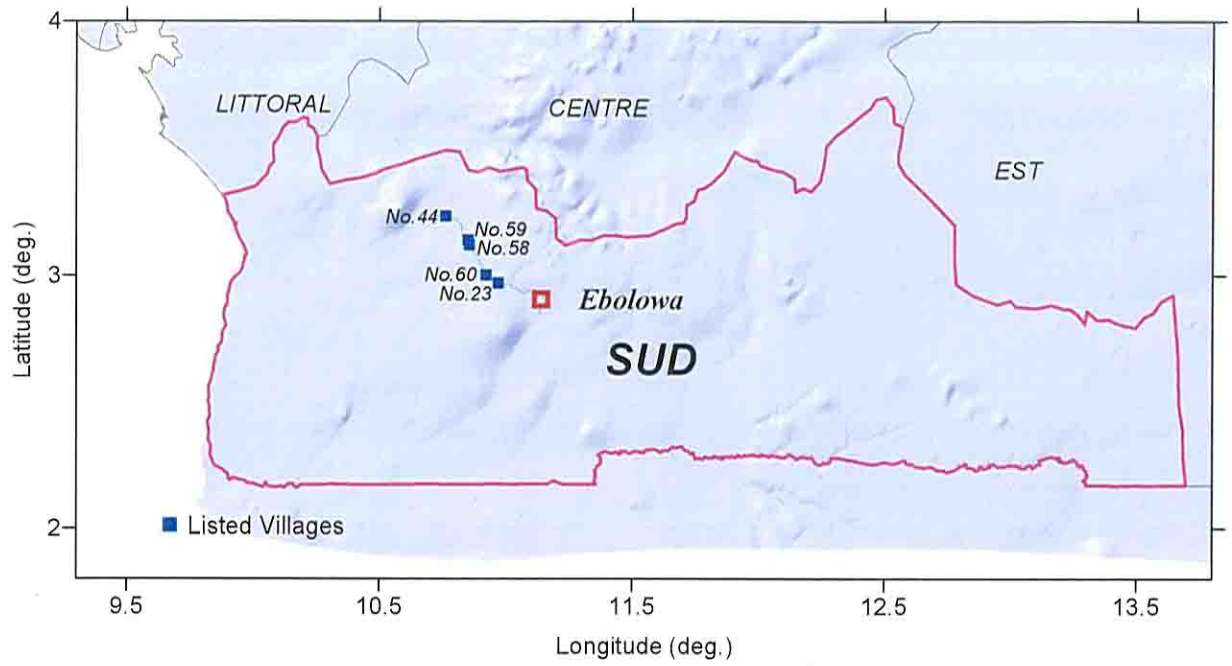 4
LITTORAL
CENTRE
EST
No.44
No.59
No.58
3
No.60
No.23
Ebolowa
SUD
Latitude (deg.)
2
Listed Villages
9.5 10.5 11.5 12.5 13.5
Longitude (deg.)